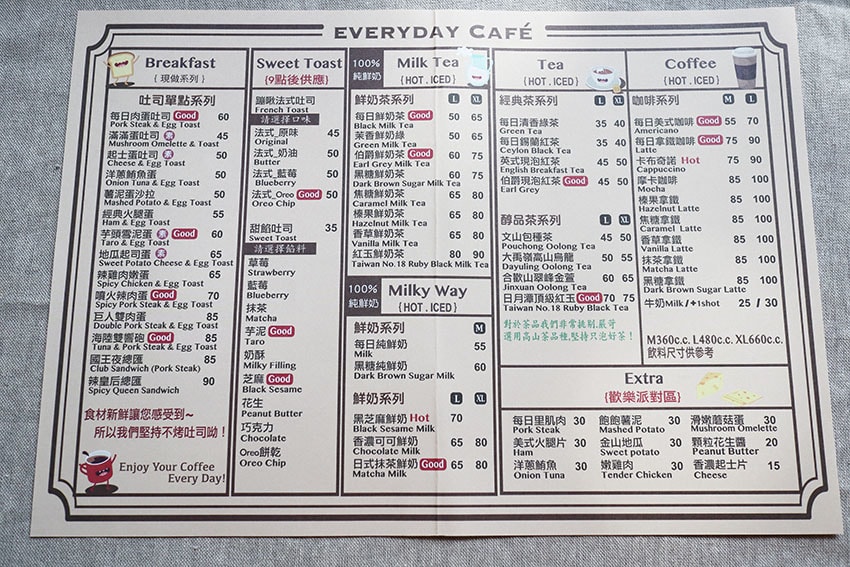 EVERYDAY CAFÉ
Breakfast
{ 現做系列 }
吐司單點系列
每日肉蛋吐司 Good 60
Pork Steak & Egg Toast
滿滿蛋吐司 素 45
Mushroom Omelette & Toast
起士蛋吐司 素 50
Cheese & Egg Toast
洋蔥鮪魚蛋 50
Onion Tuna & Egg Toast
薯泥蛋沙拉 50
Mashed Potato & Egg Toast
經典火腿蛋 55
Ham & Egg Toast
芋頭雪泥蛋 素 Good 60
Taro & Egg Toast
地瓜起司蛋 素 65
Sweet Potato Cheese & Egg Toast
辣雞肉嫩蛋 65
Spicy Chicken & Egg Toast
噴火辣肉蛋 Good 70
Spicy Pork Steak & Egg Toast
巨人雙肉蛋 85
Double Pork Steak & Egg Toast
海陸雙響砲 Good 85
Tuna & Pork Steak & Egg Toast
國王夜總匯 85
Club Sandwich (Pork Steak)
辣皇后總匯 90
Spicy Queen Sandwich
食材新鮮讓您感受到~
所以我們堅持不烤吐司呦！
Enjoy Your Coffee
Every Day!
Sweet Toast
{9點後供應}
蹦啾法式吐司
French Toast
請選擇口味
法式_原味 45
Original
法式_奶油 50
Butter
法式_藍莓 50
Blueberry
法式_Oreo Good 50
Oreo Chip
甜餡吐司 35
Sweet Toast
請選擇餡料
草莓
Strawberry
藍莓
Blueberry
抹茶
Matcha
芋泥 Good
Taro
奶酥
Milky Filling
芝麻 Good
Black Sesame
花生
Peanut Butter
巧克力
Chocolate
Oreo餅乾
Oreo Chip
100%
純鮮奶
Milk Tea
{HOT . ICED}
鮮奶茶系列 L XL
每日鮮奶茶 Good 50 65
Black Milk Tea
茉香鮮奶綠 50 65
Green Milk Tea
伯爵鮮奶茶 Good 60 75
Earl Grey Milk Tea
黑糖鮮奶茶 60 75
Dark Brown Sugar Milk Tea
焦糖鮮奶茶 65 80
Caramel Milk Tea
榛果鮮奶茶 65 80
Hazelnut Milk Tea
香草鮮奶茶 65 80
Vanilla Milk Tea
紅玉鮮奶茶 80 90
Taiwan No.18 Ruby Black Milk Tea
100%
純鮮奶
Milky Way
{HOT . ICED}
鮮奶系列 M
每日純鮮奶 55
Milk
黑糖純鮮奶 60
Dark Brown Sugar Milk
鮮奶系列 L XL
黑芝麻鮮奶 Hot 70
Black Sesame Milk
香濃可可鮮奶 65 80
Chocolate Milk
日式抹茶鮮奶 Good 65 80
Matcha Milk
Tea
{HOT . ICED}
經典茶系列 L XL
每日清香綠茶 35 40
Green Tea
每日錫蘭紅茶 35 40
Ceylon Black Tea
英式現泡紅茶 45 50
English Breakfast Tea
伯爵現泡紅茶 Good 45 50
Earl Grey
醇品茶系列 L XL
文山包種茶 45 50
Pouchong Oolong Tea
大禹嶺高山烏龍 50 55
Dayuling Oolong Tea
合歡山翠峰金萱 60 65
Jinxuan Oolong Tea
日月潭頂級紅玉 Good 70 75
Taiwan No.18 Ruby Black Tea
對於茶品我們非常挑剔.嚴苛
選用高山茶品種,堅持只泡好茶！
Coffee
{HOT . ICED}
咖啡系列 M L
每日美式咖啡 Good 55 70
Americano
每日拿鐵咖啡 Good 75 90
Latte
卡布奇諾 Hot 75 90
Cappuccino
摩卡咖啡 85 100
Mocha
榛果拿鐵 85 100
Hazelnut Latte
焦糖拿鐵 85 100
Caramel Latte
香草拿鐵 85 100
Vanilla Latte
抹茶拿鐵 85 100
Matcha Latte
黑糖拿鐵 85 100
Dark Brown Sugar Latte
牛奶Milk/+1shot 25 / 30
M360c.c. L480c.c. XL660c.c.
飲料尺寸供參考
Extra
{歡樂派對區}
每日里肌肉 30 飽飽薯泥 30 滑嫩蘑菇蛋 30
Pork Steak Mashed Potato Mushroom Omelette
美式火腿片 30 金山地瓜 30 顆粒花生醬 20
Ham Sweet potato Peanut Butter
洋蔥鮪魚 30 嫩雞肉 30 香濃起士片 15
Onion Tuna Tender Chicken Cheese